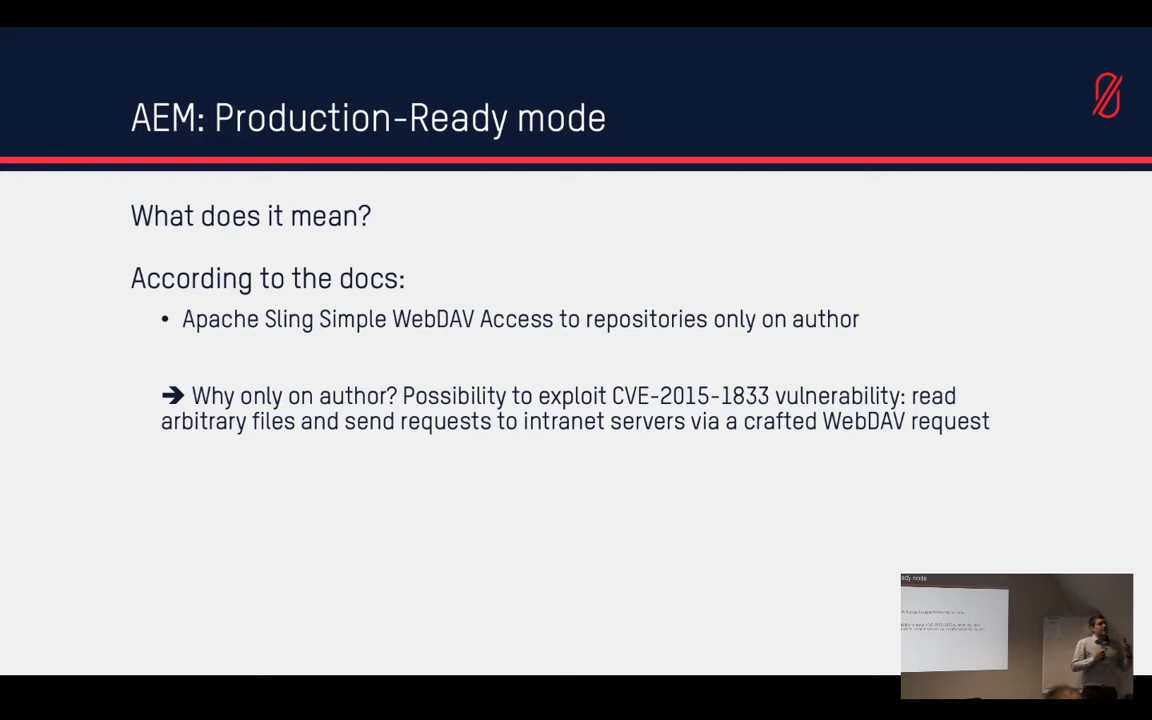 AEM: Production-Ready mode
What does it mean?
According to the docs:
• Apache Sling Simple WebDAV Access to repositories only on author
➔ Why only on author? Possibility to exploit CVE-2015-1833 vulnerability: read
arbitrary files and send requests to intranet servers via a crafted WebDAV request